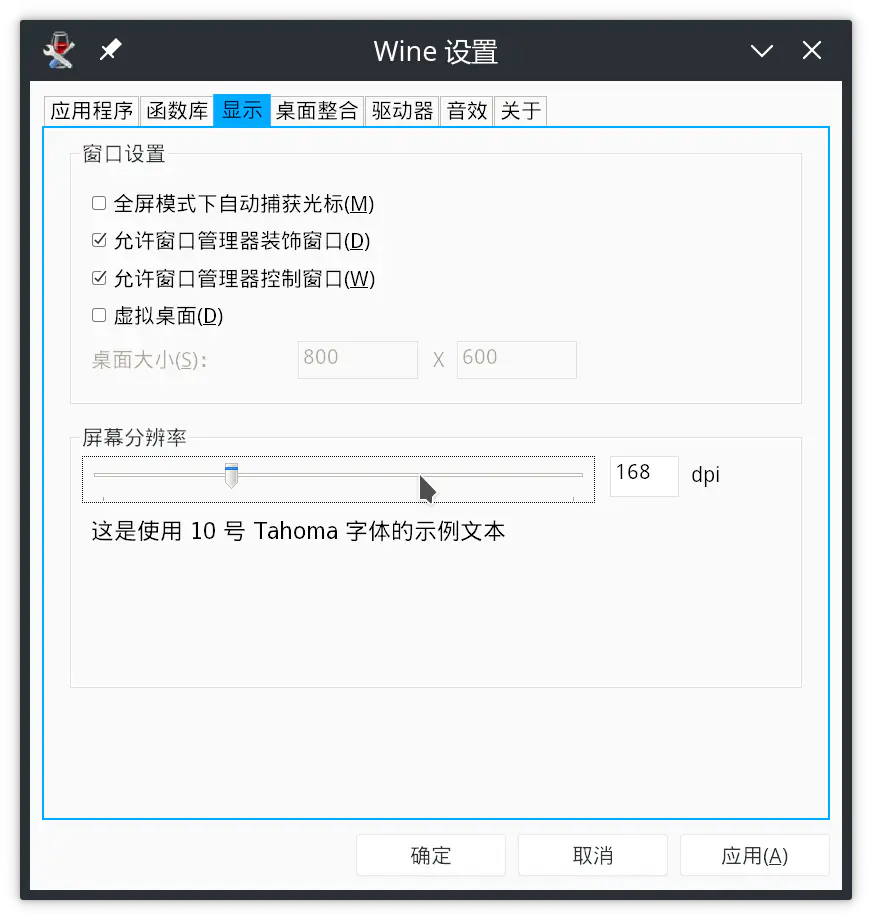 Wine 设置
应用程序 函数库 显示 桌面整合 驱动器 音效 关于
窗口设置
全屏模式下自动捕获光标(M)
允许窗口管理器装饰窗口(D)
允许窗口管理器控制窗口(W)
虚拟桌面(D)
桌面大小(S): 800 X 600
屏幕分辨率
168 dpi
这是使用 10 号 Tahoma 字体的示例文本
确定 取消 应用(A)